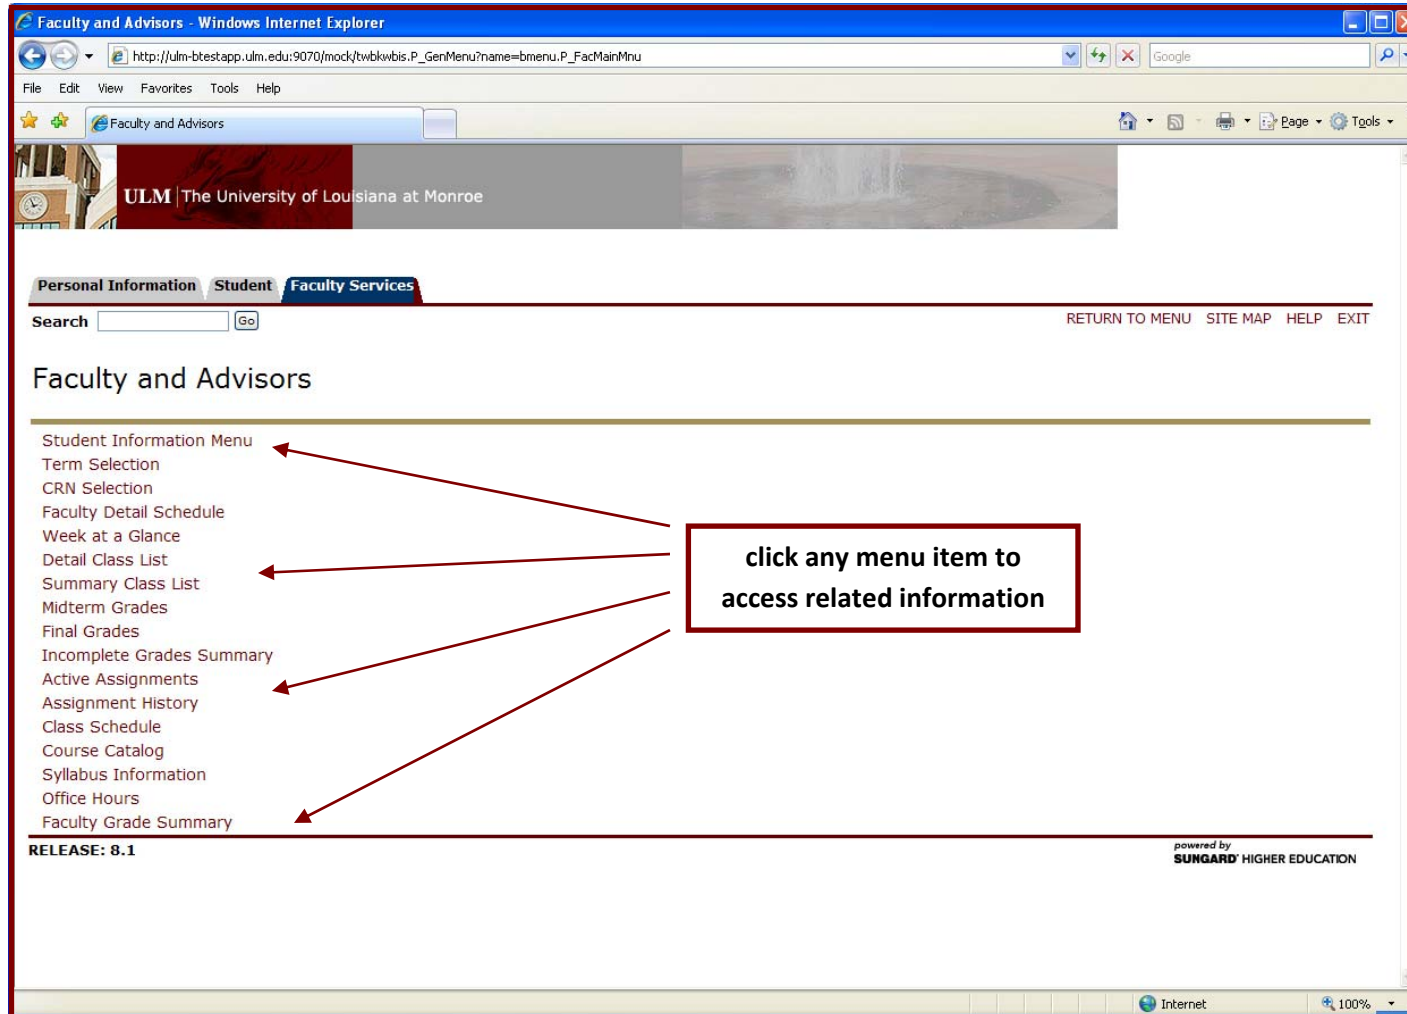 Faculty and Advisors - Windows Internet Explorer
http://ulm-btestapp.ulm.edu:9070/mock/twbkwbis.P_GenMenu?name=bmenu.P_FacMainMnu
Google
File Edit View Favorites Tools Help
Faculty and Advisors
Page Tools
ULM | The University of Louisiana at Monroe
Personal Information Student Faculty Services
Search Go
RETURN TO MENU SITE MAP HELP EXIT
Faculty and Advisors
Student Information Menu
Term Selection
CRN Selection
Faculty Detail Schedule
Week at a Glance
Detail Class List
Summary Class List
Midterm Grades
Final Grades
Incomplete Grades Summary
Active Assignments
Assignment History
Class Schedule
Course Catalog
Syllabus Information
Office Hours
Faculty Grade Summary
click any menu item to
access related information
RELEASE: 8.1
powered by
SUNGARD HIGHER EDUCATION
Internet
100%